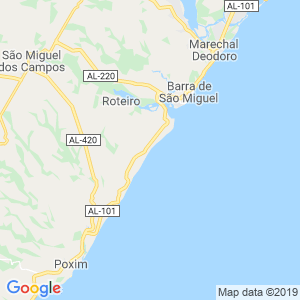 AL-101
Marechal
Deodoro
São Miguel
dos Campos
AL-220
Barra de
São Miguel
Roteiro
AL-420
AL-101
Poxim
Google
Map data ©2019